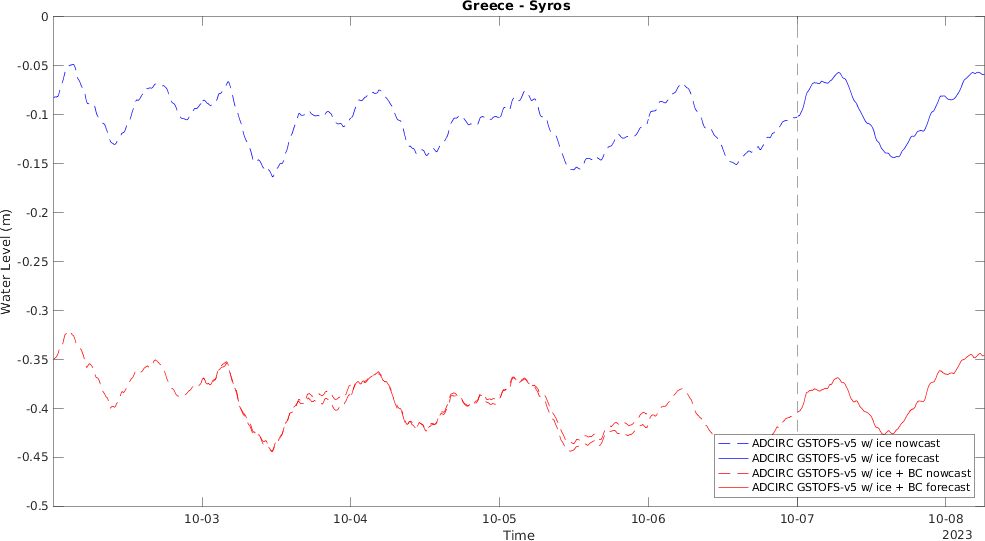 Greece - Syros
0
-0.05
-0.1
-0.15
-0.2
-0.25
-0.3
-0.35
-0.4
-0.45
-0.5
Water Level (m)
ADCIRC GSTOFS-v5 w/ ice nowcast
ADCIRC GSTOFS-v5 w/ ice forecast
ADCIRC GSTOFS-v5 w/ ice + BC nowcast
ADCIRC GSTOFS-v5 w/ ice + BC forecast
10-03 10-04 10-05 10-06 10-07 10-08
Time
2023